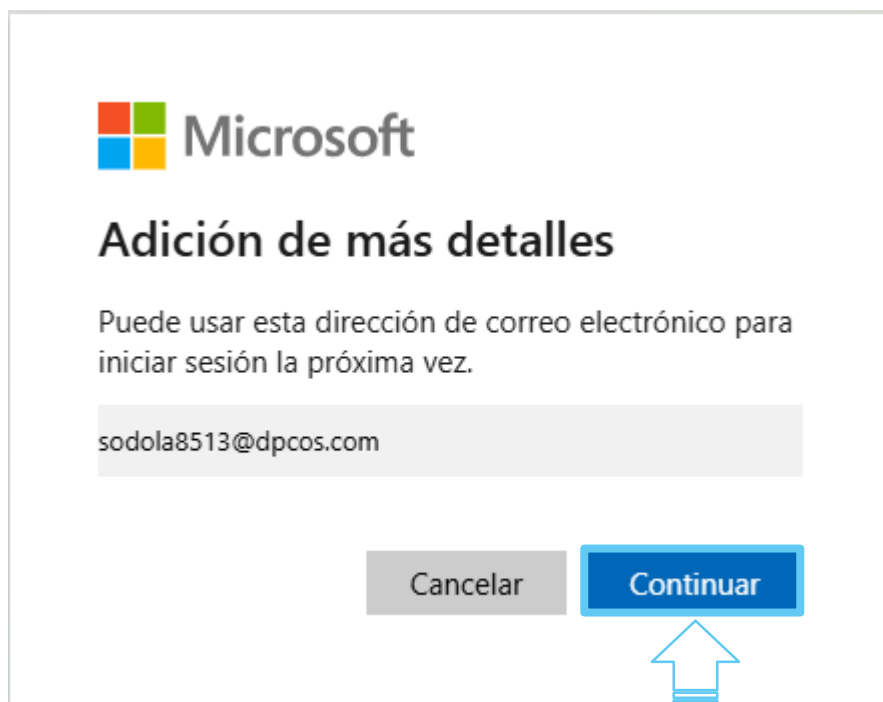 Microsoft
Adición de más detalles
Puede usar esta dirección de correo electrónico para
iniciar sesión la próxima vez.
sodola8513@dpcos.com
Cancelar
Continuar